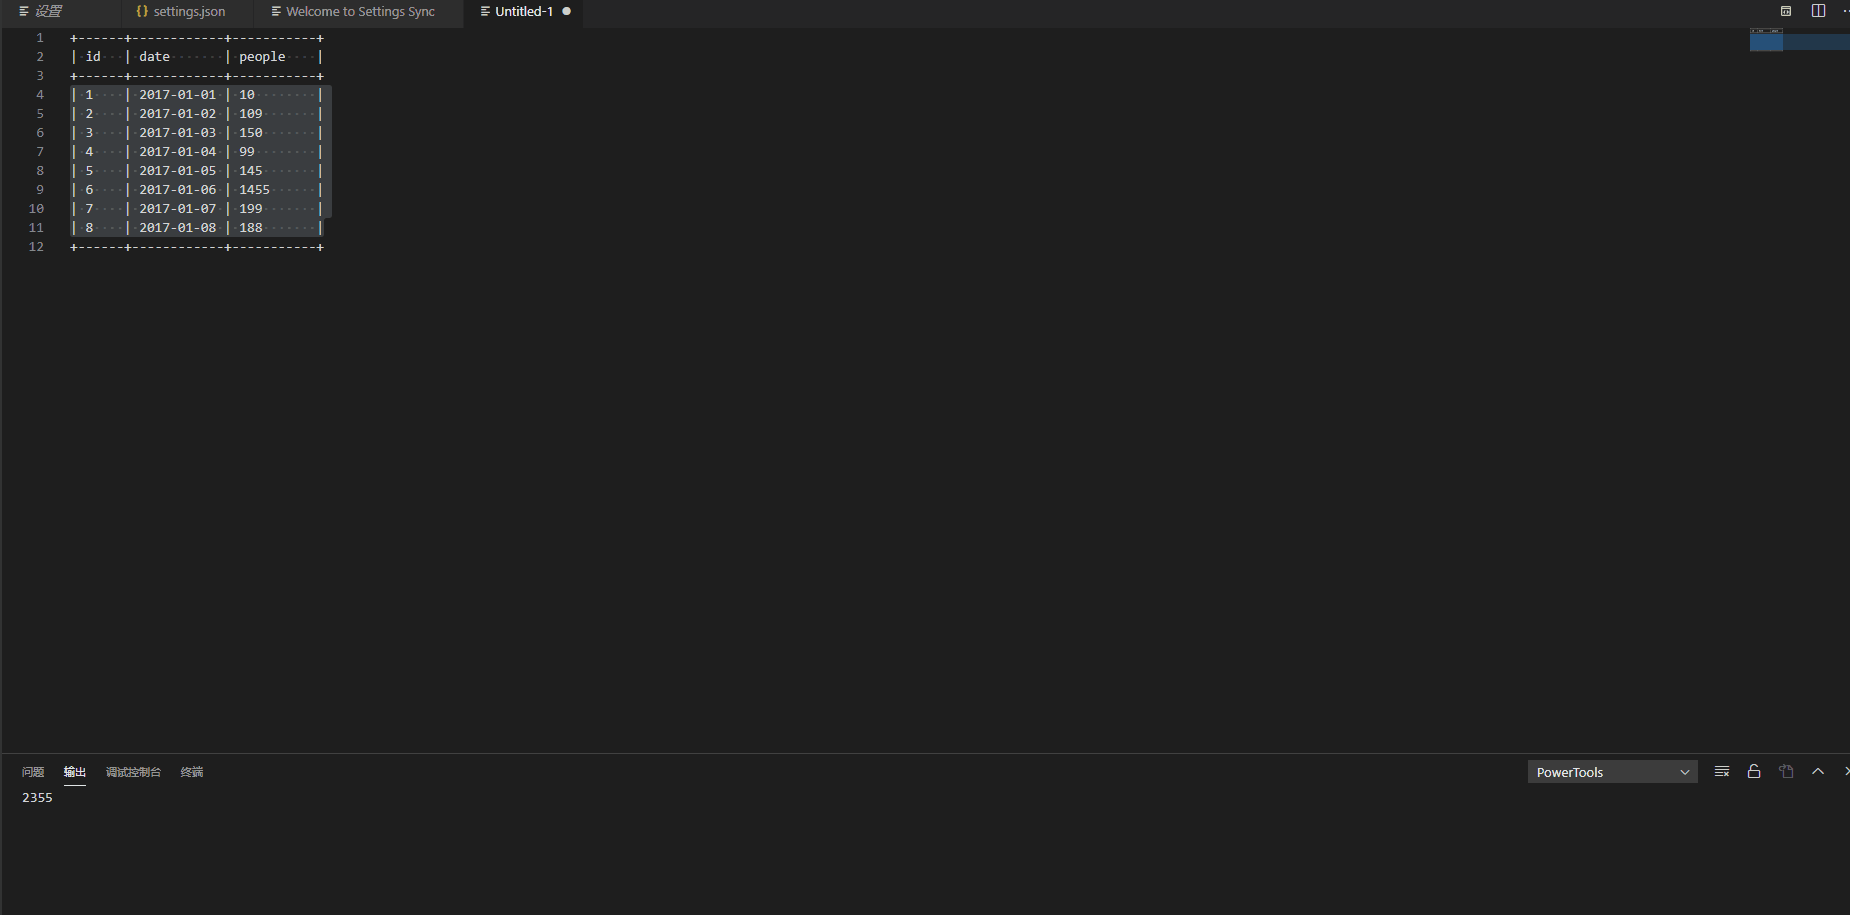 设置 settings.json Welcome to Settings Sync Untitled-1
1 +------+------------+-----------+
2 | id   | date       | people    |
3 +------+------------+-----------+
4 | 1    | 2017-01-01 | 10        |
5 | 2    | 2017-01-02 | 109       |
6 | 3    | 2017-01-03 | 150       |
7 | 4    | 2017-01-04 | 99        |
8 | 5    | 2017-01-05 | 145       |
9 | 6    | 2017-01-06 | 1455      |
10 | 7    | 2017-01-07 | 199       |
11 | 8    | 2017-01-08 | 188       |
12 +------+------------+-----------+
问题 输出 调试控制台 终端 PowerTools
2355